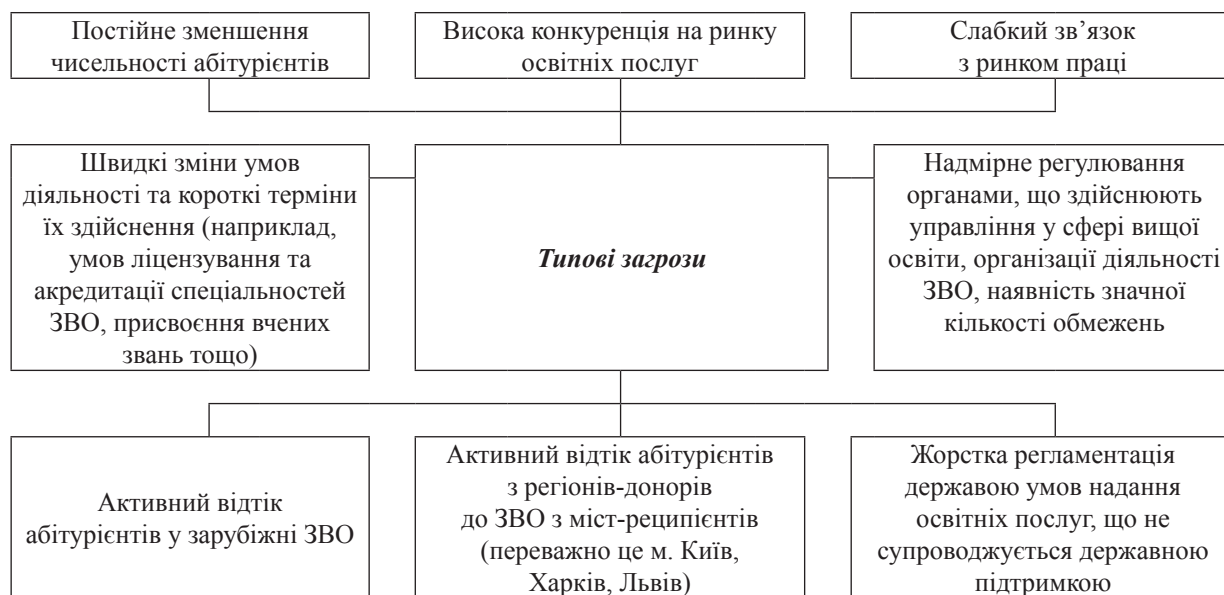 Постійне зменшення
чисельності абітурієнтів
Висока конкуренція на ринку
освітніх послуг
Слабкий зв’язок
з ринком праці
Швидкі зміни умов
діяльності та короткі терміни
їх здійснення (наприклад,
умов ліцензування та
акредитації спеціальностей
ЗВО, присвоєння вчених
звань тощо)
Типові загрози
Надмірне регулювання
органами, що здійснюють
управління у сфері вищої
освіти, організації діяльності
ЗВО, наявність значної
кількості обмежень
Активний відтік
абітурієнтів у зарубіжні ЗВО
Активний відтік абітурієнтів
з регіонів-донорів
до ЗВО з міст-реципієнтів
(переважно це м. Київ,
Харків, Львів)
Жорстка регламентація
державою умов надання
освітніх послуг, що не
супроводжується державною
підтримкою